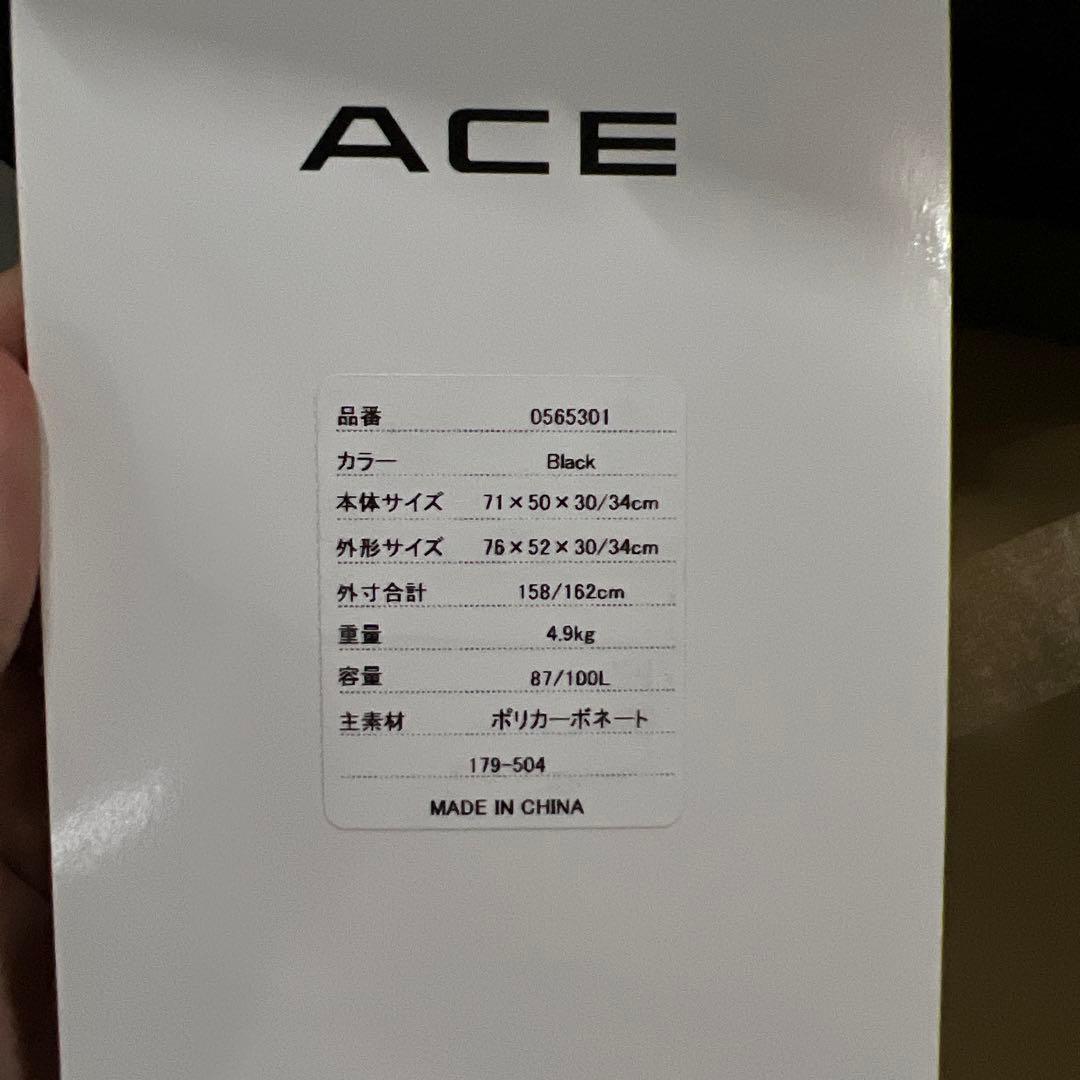 ACE
品番 0565301
カラー Black
本体サイズ 71×50×30/34cm
外形サイズ 76×52×30/34cm
外寸合計 158/162cm
重量 4.9kg
容量 87/100L
主素材 ポリカーボネート
179-504
MADE IN CHINA